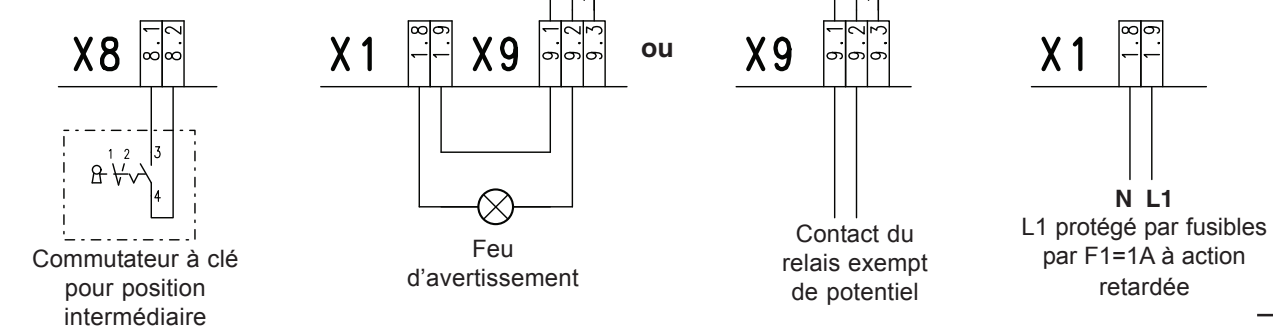 X8 8.1 8.2
1 2 3
4
Commutateur à clé
pour position
intermédiaire
X1 1.8 1.9 X9 9.1 9.2 9.3
Feu
d'avertissement
ou
X9 9.1 9.2 9.3
Contact du
relais exempt
de potentiel
X1 1.8 1.9
N L1
L1 protégé par fusibles
par F1=1A à action
retardée